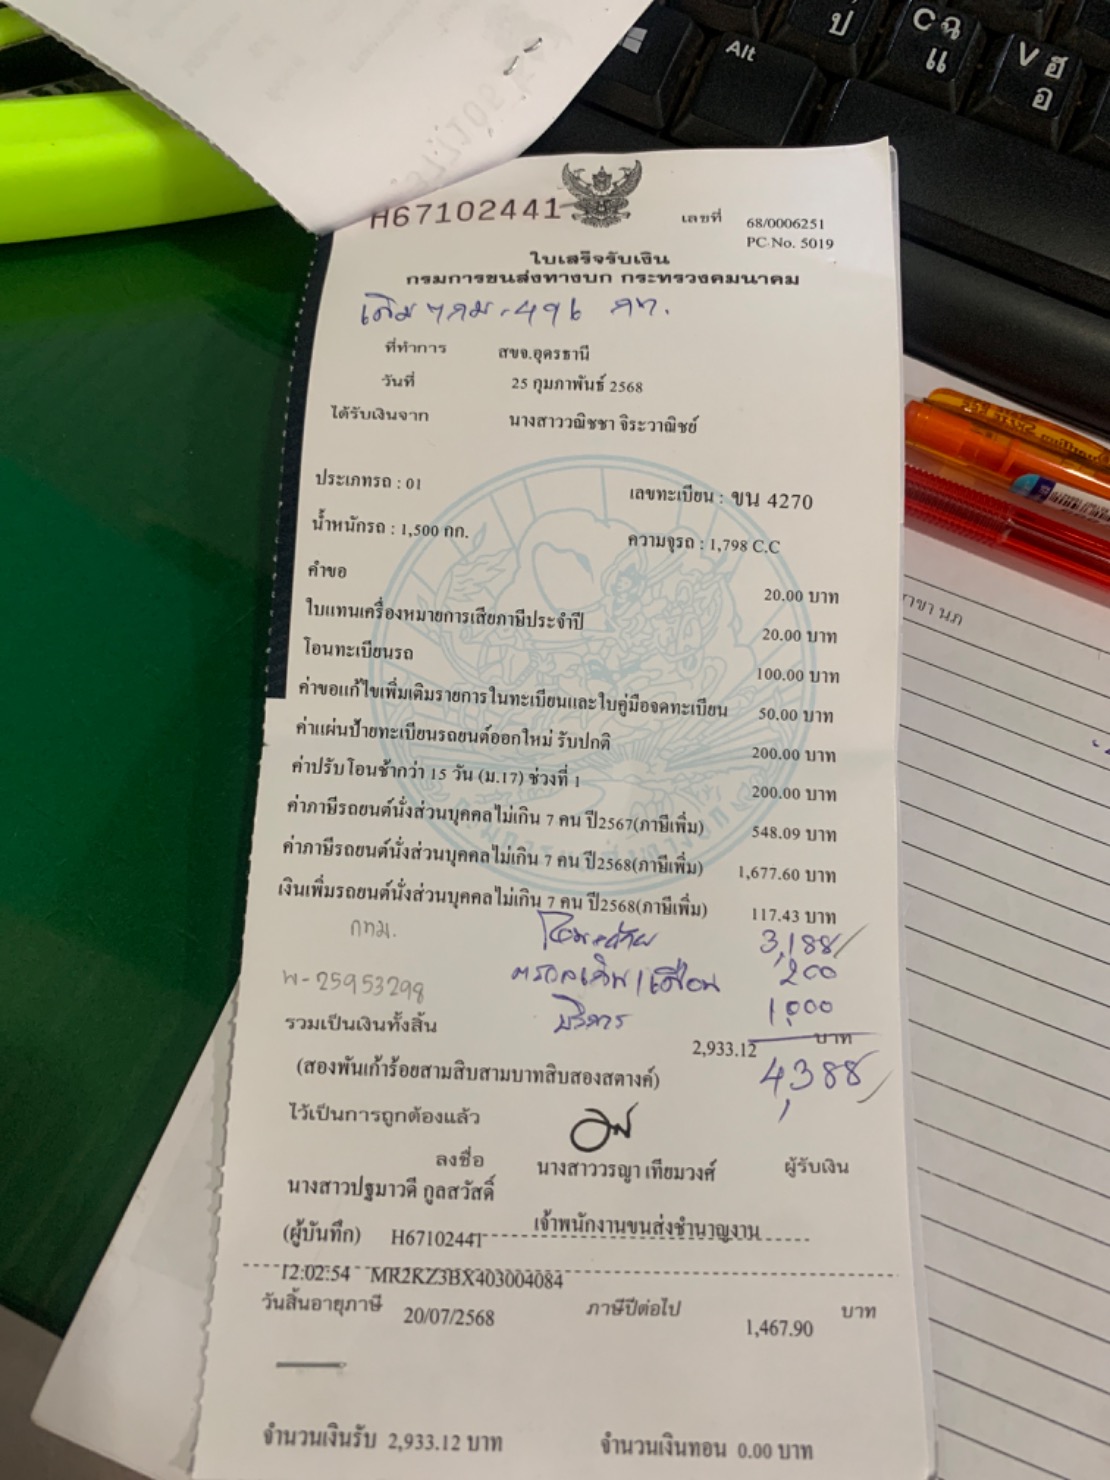 Alt
ป
C ฉ
แ
V ฮ
อ
H67102441
เลขที่ 68/0006251
PC No. 5019
ใบเสร็จรับเงิน
กรมการขนส่งทางบก กระทรวงคมนาคม
เดิม 7กม-496 กท.
ที่ทำการ สขจ.อุดรธานี
วันที่ 25 กุมภาพันธ์ 2568
ได้รับเงินจาก นางสาววณิชชา จิระวาณิชย์
ประเภทรถ : 01 เลขทะเบียน : ขน 4270
น้ำหนักรถ : 1,500 กก. ความจุรถ : 1,798 C.C
คำขอ 20.00 บาท
ใบแทนเครื่องหมายการเสียภาษีประจำปี 20.00 บาท
โอนทะเบียนรถ 100.00 บาท
ค่าขอแก้ไขเพิ่มเติมรายการในทะเบียนและใบคู่มือจดทะเบียน 50.00 บาท
ค่าแผ่นป้ายทะเบียนรถยนต์ออกใหม่ รับปกติ 200.00 บาท
ค่าปรับโอนช้ากว่า 15 วัน (ม.17) ช่วงที่ 1 200.00 บาท
ค่าภาษีรถยนต์นั่งส่วนบุคคลไม่เกิน 7 คน ปี2567(ภาษีเพิ่ม) 548.09 บาท
ค่าภาษีรถยนต์นั่งส่วนบุคคลไม่เกิน 7 คน ปี2568(ภาษีเพิ่ม) 1,677.60 บาท
เงินเพิ่มรถยนต์นั่งส่วนบุคคลไม่เกิน 7 คน ปี2568(ภาษีเพิ่ม) 117.43 บาท
กทม. 3,188
200
W-25953298
บริการ 1,000
รวมเป็นเงินทั้งสิ้น 2,933.12 บาท
4,388
(สองพันเก้าร้อยสามสิบสามบาทสิบสองสตางค์)
ไว้เป็นการถูกต้องแล้ว
ลงชื่อ นางสาววรญา เทียมวงศ์ ผู้รับเงิน
นางสาวปฐมาวดี กูลสวัสดิ์
(ผู้บันทึก) H67102441 เจ้าพนักงานขนส่งชำนาญงาน
12:02:54 MR2KZ3BX403004084
วันสิ้นอายุภาษี 20/07/2568 ภาษีปีต่อไป 1,467.90 บาท
จำนวนเงินรับ 2,933.12 บาท จำนวนเงินทอน 0.00 บาท